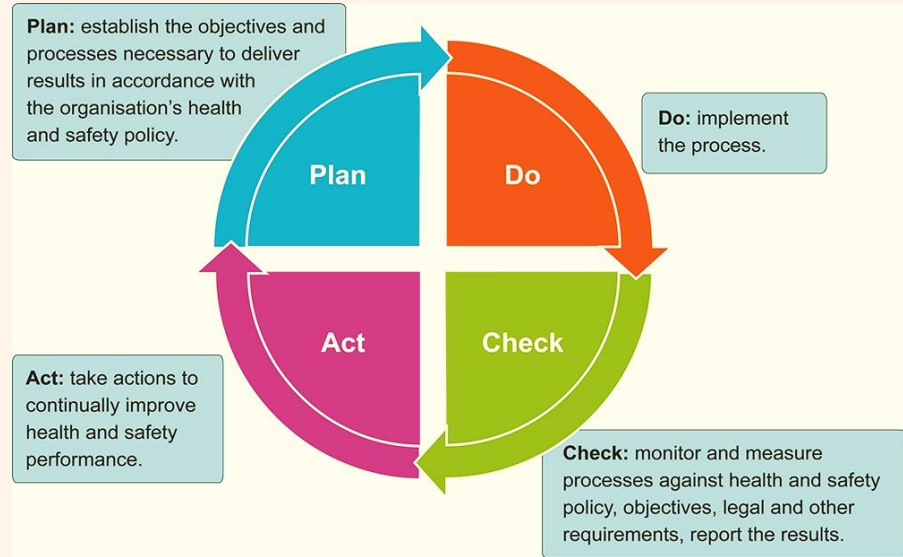 Plan: establish the objectives and
processes necessary to deliver
results in accordance with
the organisation’s health
and safety policy.
Plan
Do
Do: implement
the process.
Act
Check
Act: take actions to
continually improve
health and safety
performance.
Check: monitor and measure
processes against health and safety
policy, objectives, legal and other
requirements, report the results.